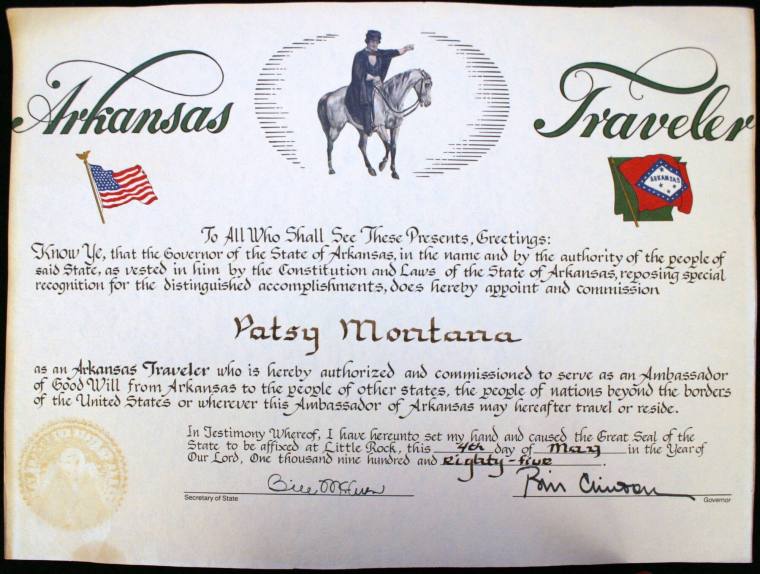 Arkansas Traveler
ARKANSAS
To All Who Shall See These Presents, Greetings:
Know Ye, that the Governor of the State of Arkansas, in the name and by the authority of the people of
said State, as vested in him by the Constitution and Laws of the State of Arkansas, reposing special
recognition for the distinguished accomplishments, does hereby appoint and commission
Patsy Montana
as an Arkansas Traveler who is hereby authorized and commissioned to serve as an Ambassador
of Good Will from Arkansas to the people of other states, the people of nations beyond the borders
of the United States or wherever this Ambassador of Arkansas may hereafter travel or reside.
In Testimony Whereof, I have hereunto set my hand and caused the Great Seal of the
State to be affixed at Little Rock, this 4th day of May in the Year of
Our Lord, One thousand nine hundred and eighty-five.
Bill Clinton
Secretary of State Governor